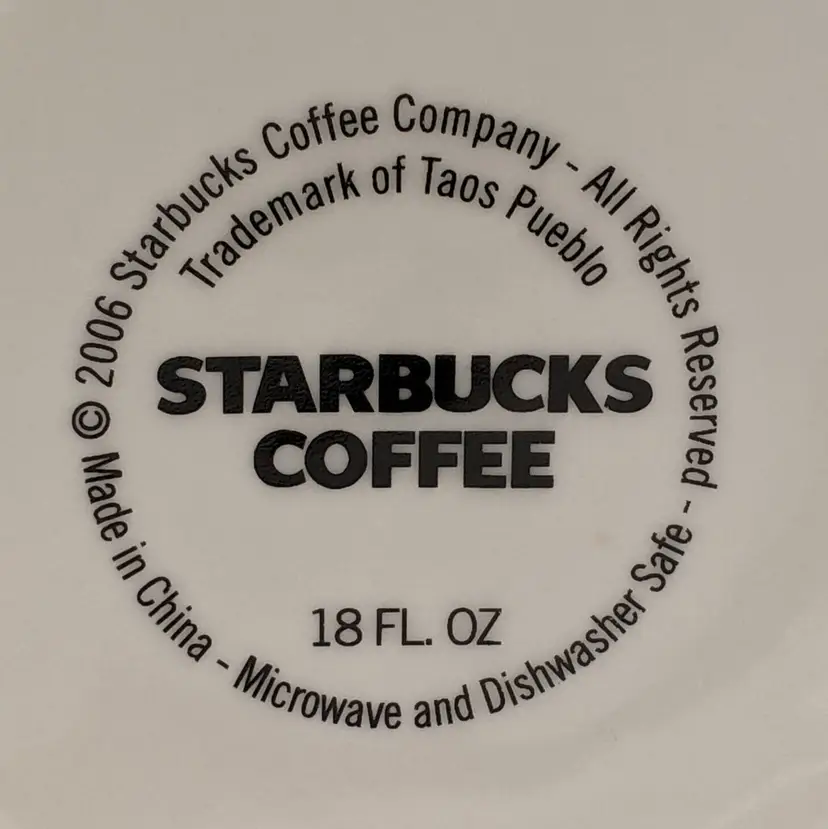 © 2006 Starbucks Coffee Company - All Rights Reserved -
Trademark of Taos Pueblo
STARBUCKS
COFFEE
18 FL. OZ
Made in China - Microwave and Dishwasher Safe